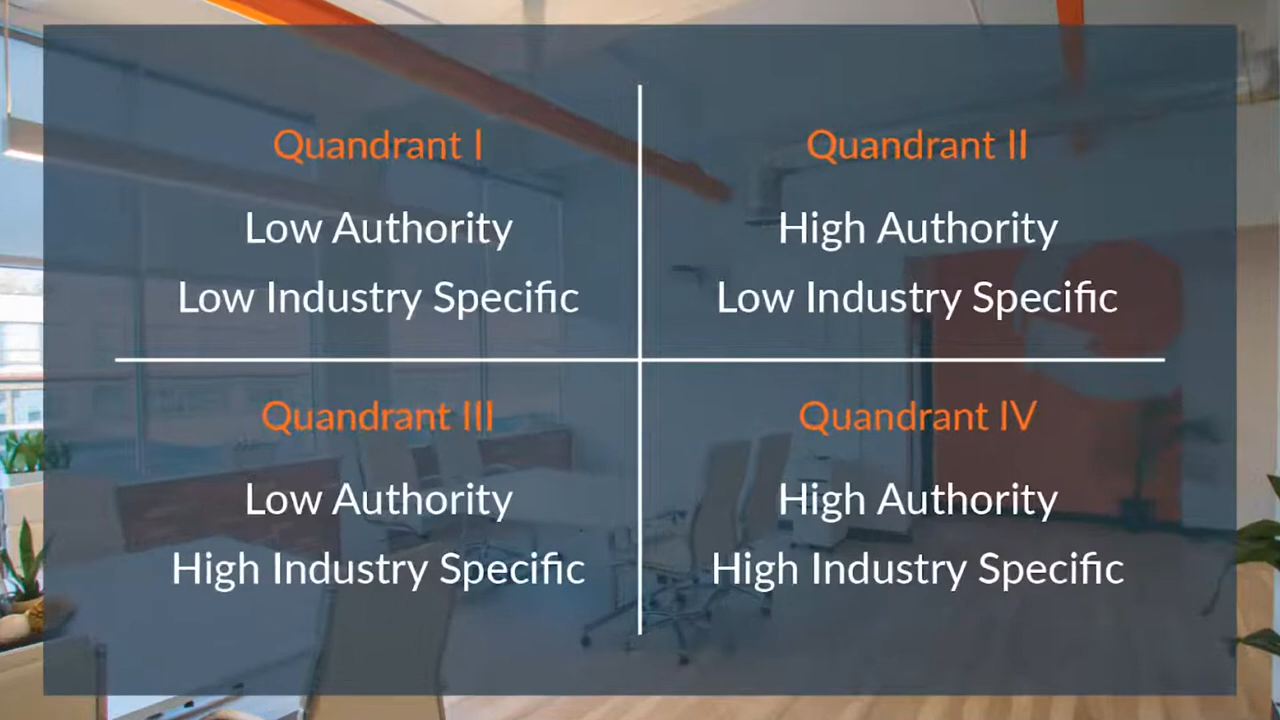 Quandrant I
Low Authority
Low Industry Specific
Quandrant II
High Authority
Low Industry Specific
Quandrant III
Low Authority
High Industry Specific
Quandrant IV
High Authority
High Industry Specific